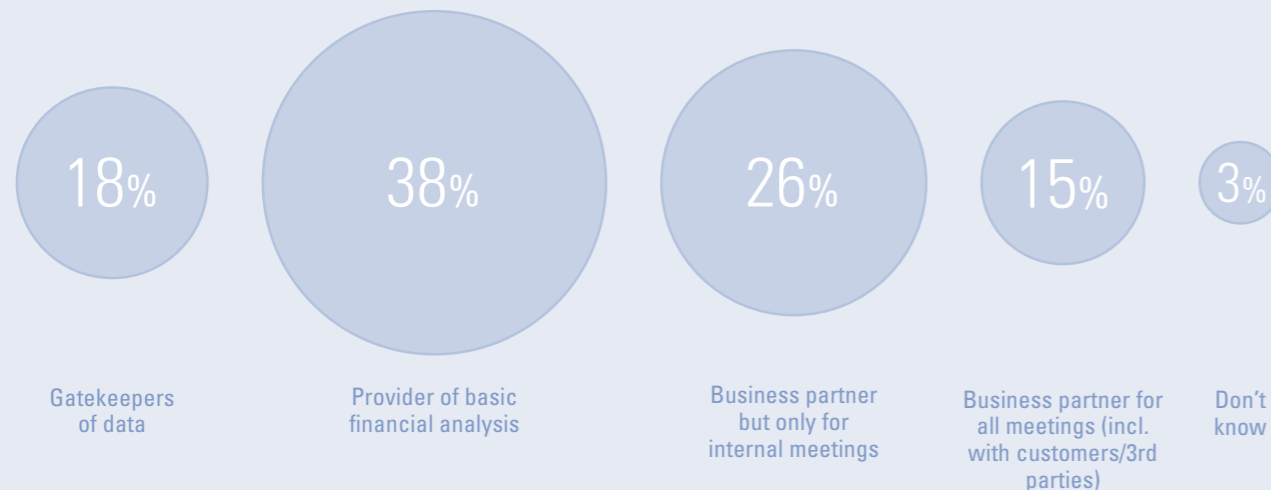 18%
38%
26%
15%
3%
Gatekeepers
of data
Provider of basic
financial analysis
Business partner
but only for
internal meetings
Business partner for
all meetings (incl.
with customers/3rd
parties)
Don’t
know